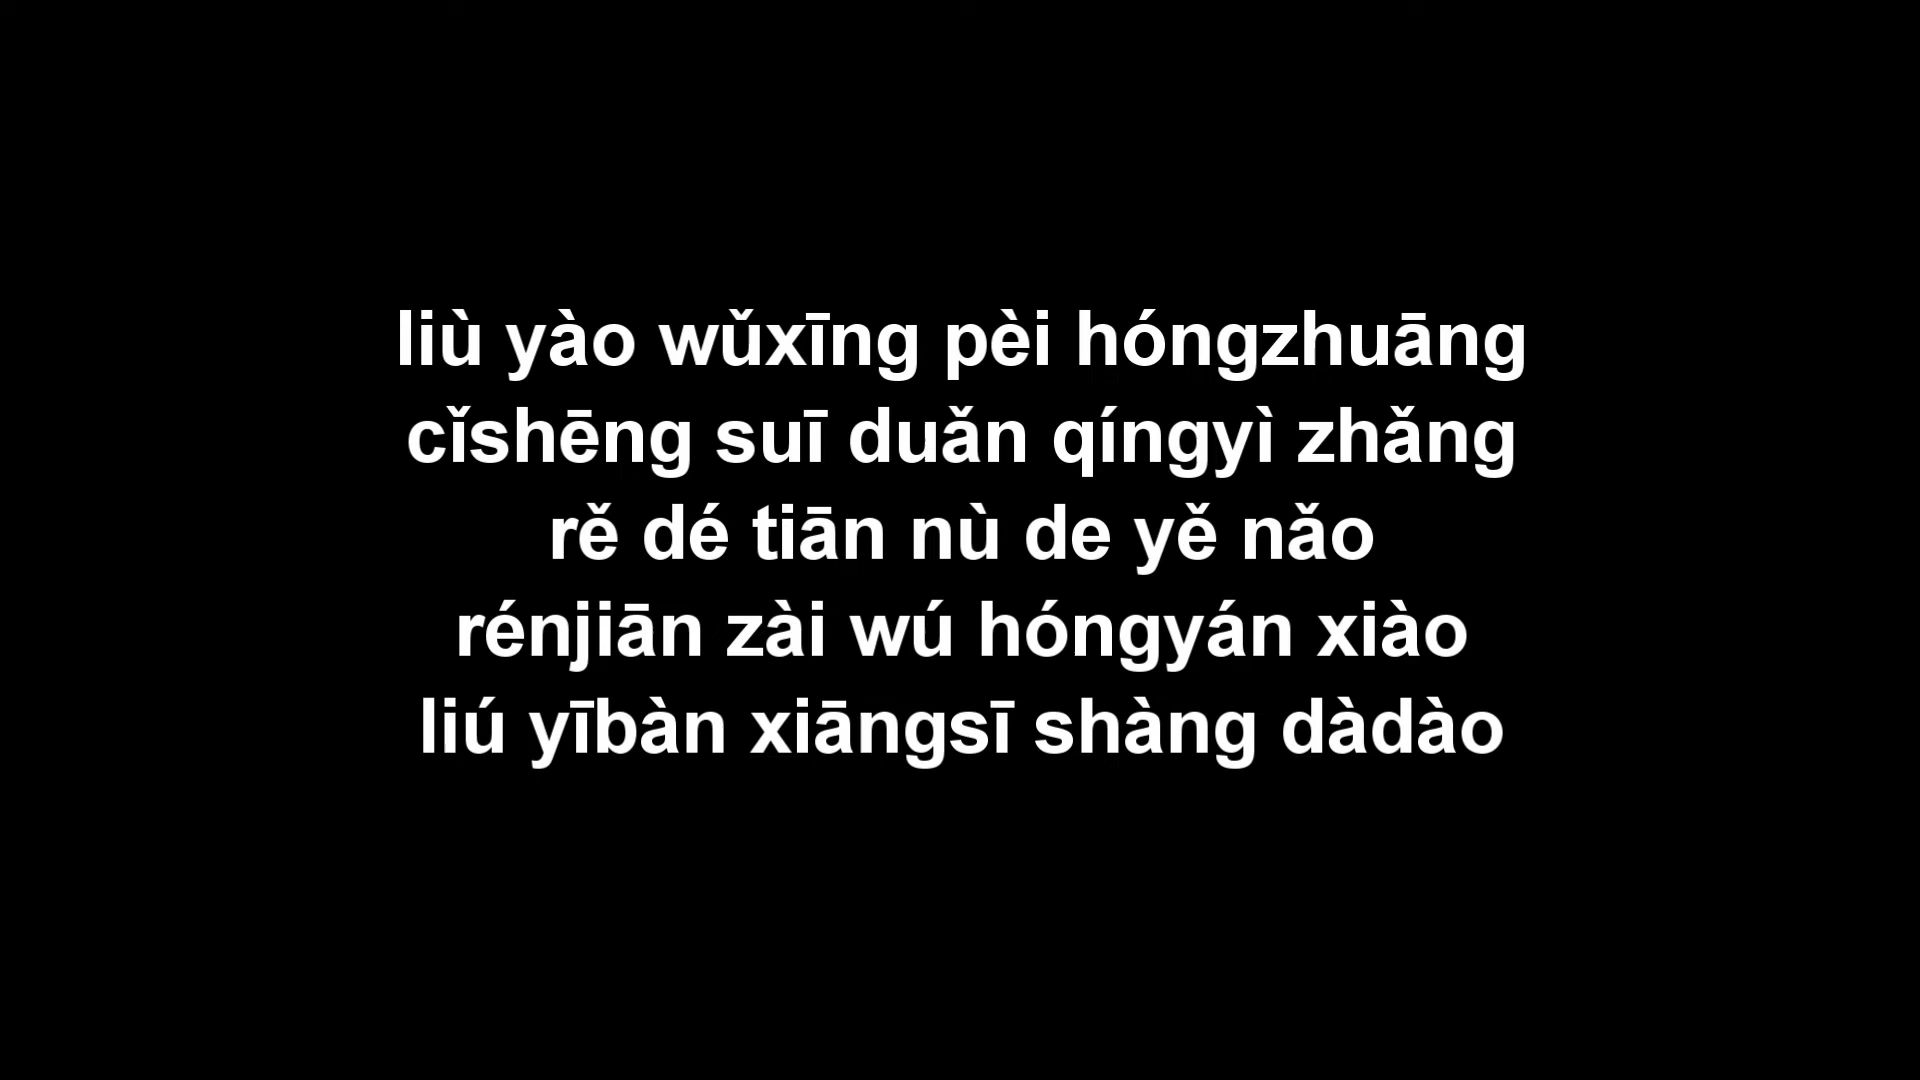 liù yào wǔxīng pèi hóngzhuāng
cǐshēng suī duǎn qíngyì zhǎng
rě dé tiān nù de yě nǎo
rénjiān zài wú hóngyán xiào
liú yībàn xiāngsī shàng dàdào